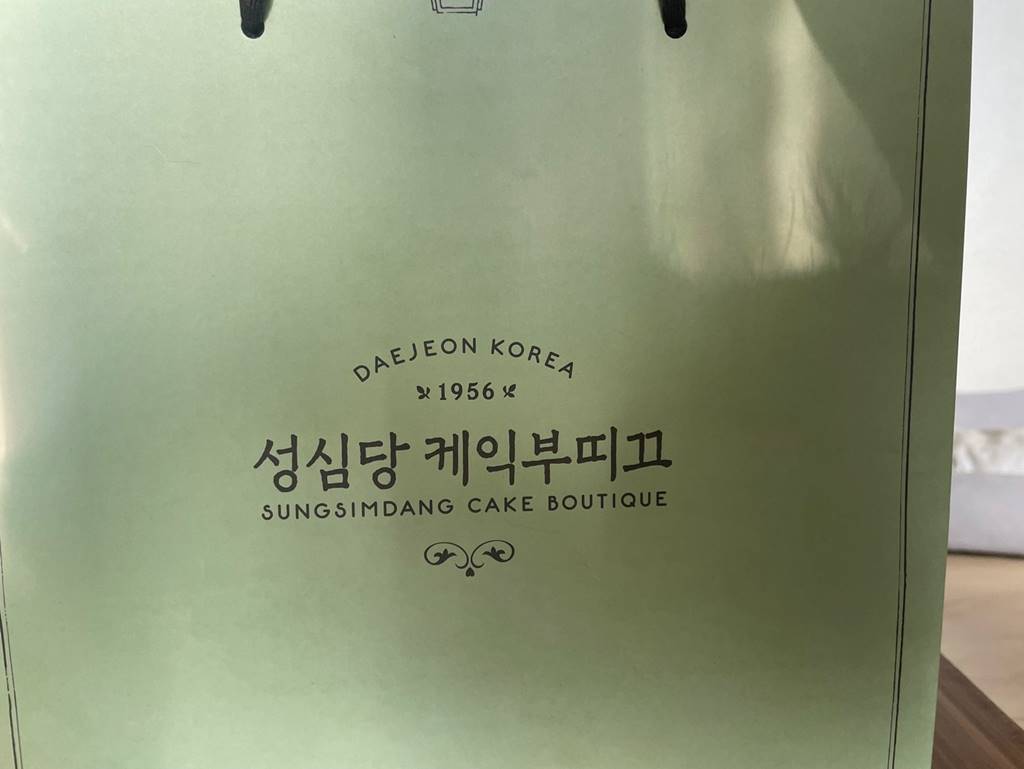 DAEJEON KOREA
1956
성심당 케익부띠끄
SUNGSIMDANG CAKE BOUTIQUE